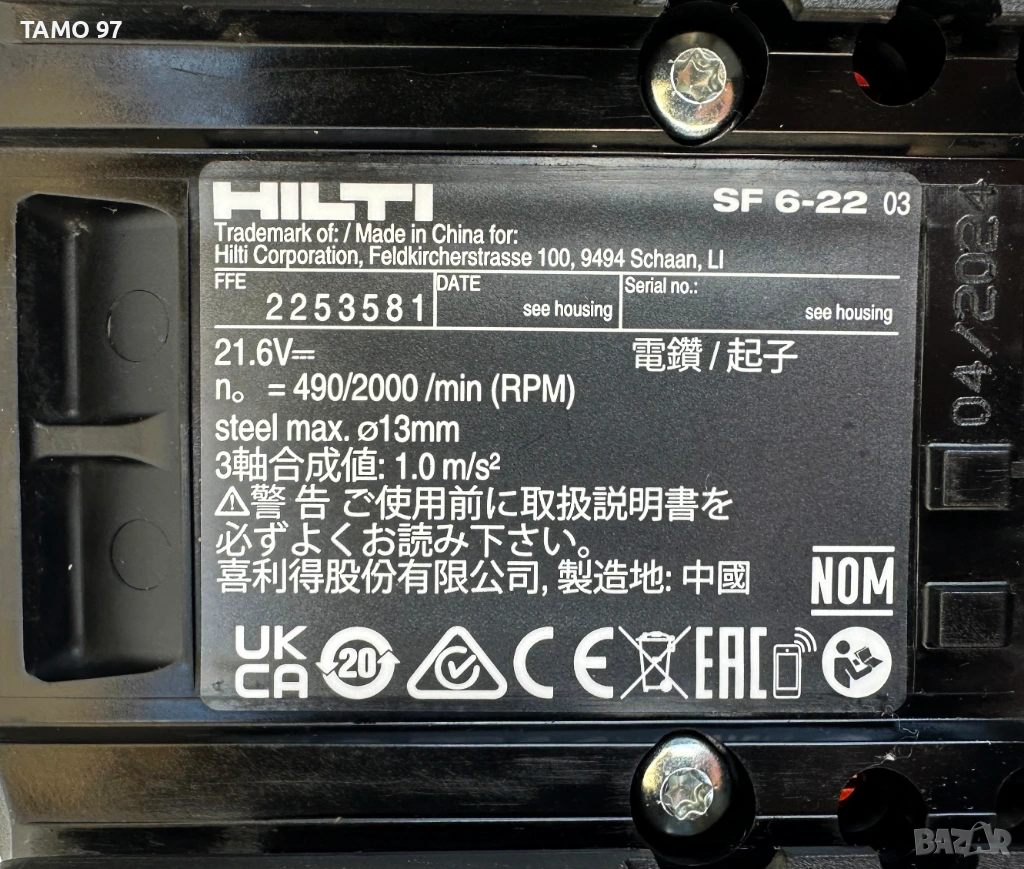 TAMO 97
HILTI
SF 6-22 03
Trademark of: / Made in China for:
Hilti Corporation, Feldkircherstrasse 100, 9494 Schaan, LI
FFE 2253581
DATE see housing
Serial no.: see housing
21.6V⎓
電鑽 / 起子
n₀ = 490/2000 /min (RPM)
steel max. ø13mm
3軸合成値: 1.0 m/s²
⚠警 告 ご使用前に取扱説明書を
必ずよくお読み下さい。
喜利得股份有限公司, 製造地: 中國
NOM
UK
CA
20
CE
EAC
04/2024
BAZAR